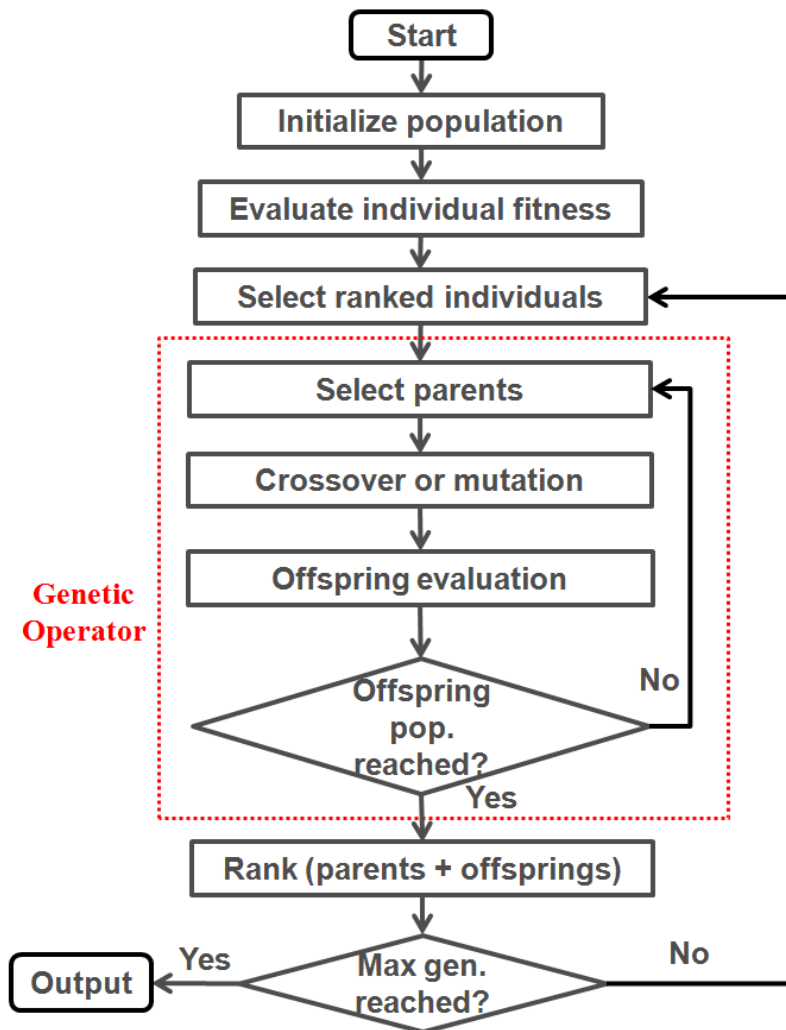 Start
Initialize population
Evaluate individual fitness
Select ranked individuals
Select parents
Crossover or mutation
Offspring evaluation
Genetic
Operator
No
Offspring
pop.
reached?
Yes
Rank (parents + offsprings)
Yes
No
Output
Max gen.
reached?